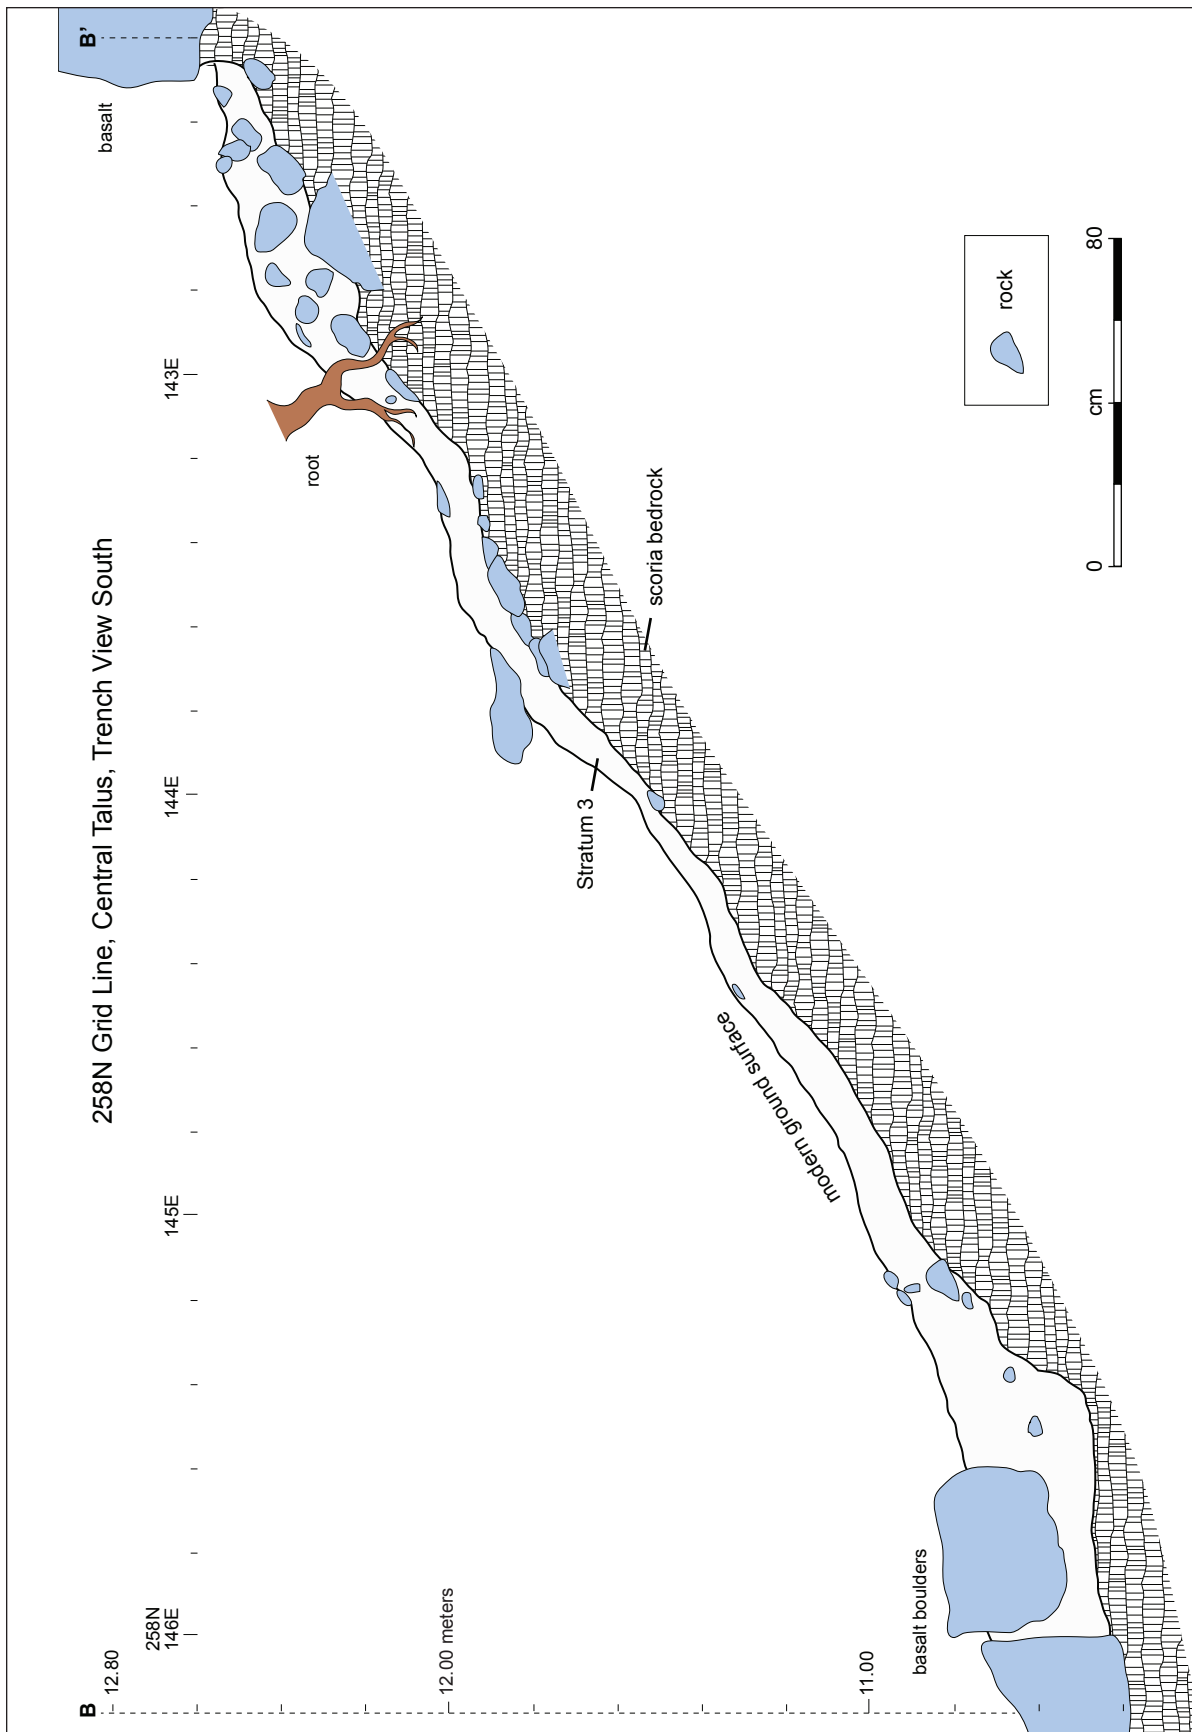 258N Grid Line, Central Talus, Trench View South
B
B'
12.80
258N
146E
145E
144E
143E
basalt
12.00 meters
root
Stratum 3
scoria bedrock
modern ground surface
11.00
basalt boulders
rock
0
cm
80